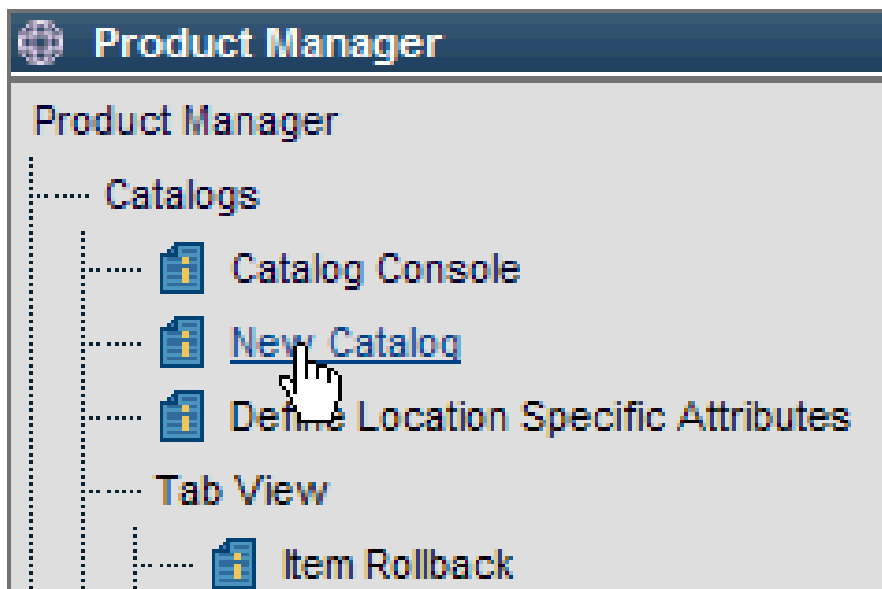 Product Manager
Product Manager
Catalogs
Catalog Console
New Catalog
Define Location Specific Attributes
Tab View
Item Rollback